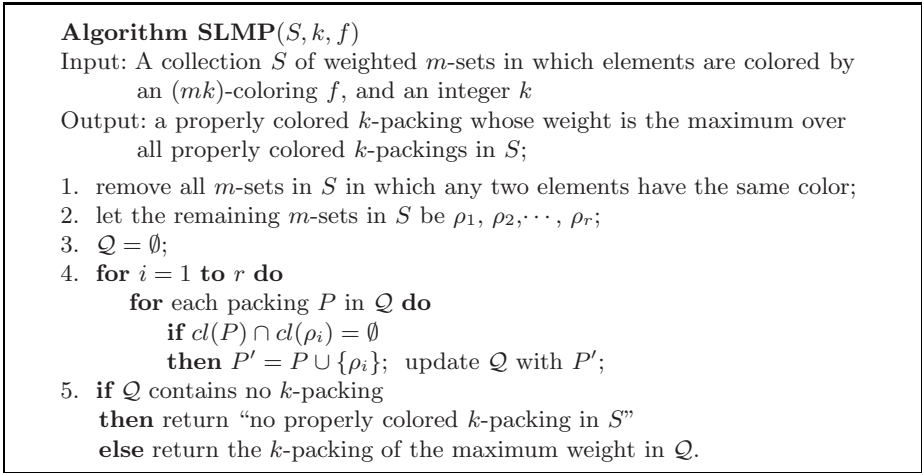 Algorithm SLMP(S, k, f)
Input: A collection S of weighted m-sets in which elements are colored by
an (mk)-coloring f, and an integer k
Output: a properly colored k-packing whose weight is the maximum over
all properly colored k-packings in S;
1. remove all m-sets in S in which any two elements have the same color;
2. let the remaining m-sets in S be ρ₁, ρ₂,···, ρᵣ;
3. 𝒬 = ∅;
4. for i = 1 to r do
for each packing P in 𝒬 do
if cl(P) ∩ cl(ρᵢ) = ∅
then P′ = P ∪ {ρᵢ}; update 𝒬 with P′;
5. if 𝒬 contains no k-packing
then return “no properly colored k-packing in S”
else return the k-packing of the maximum weight in 𝒬.